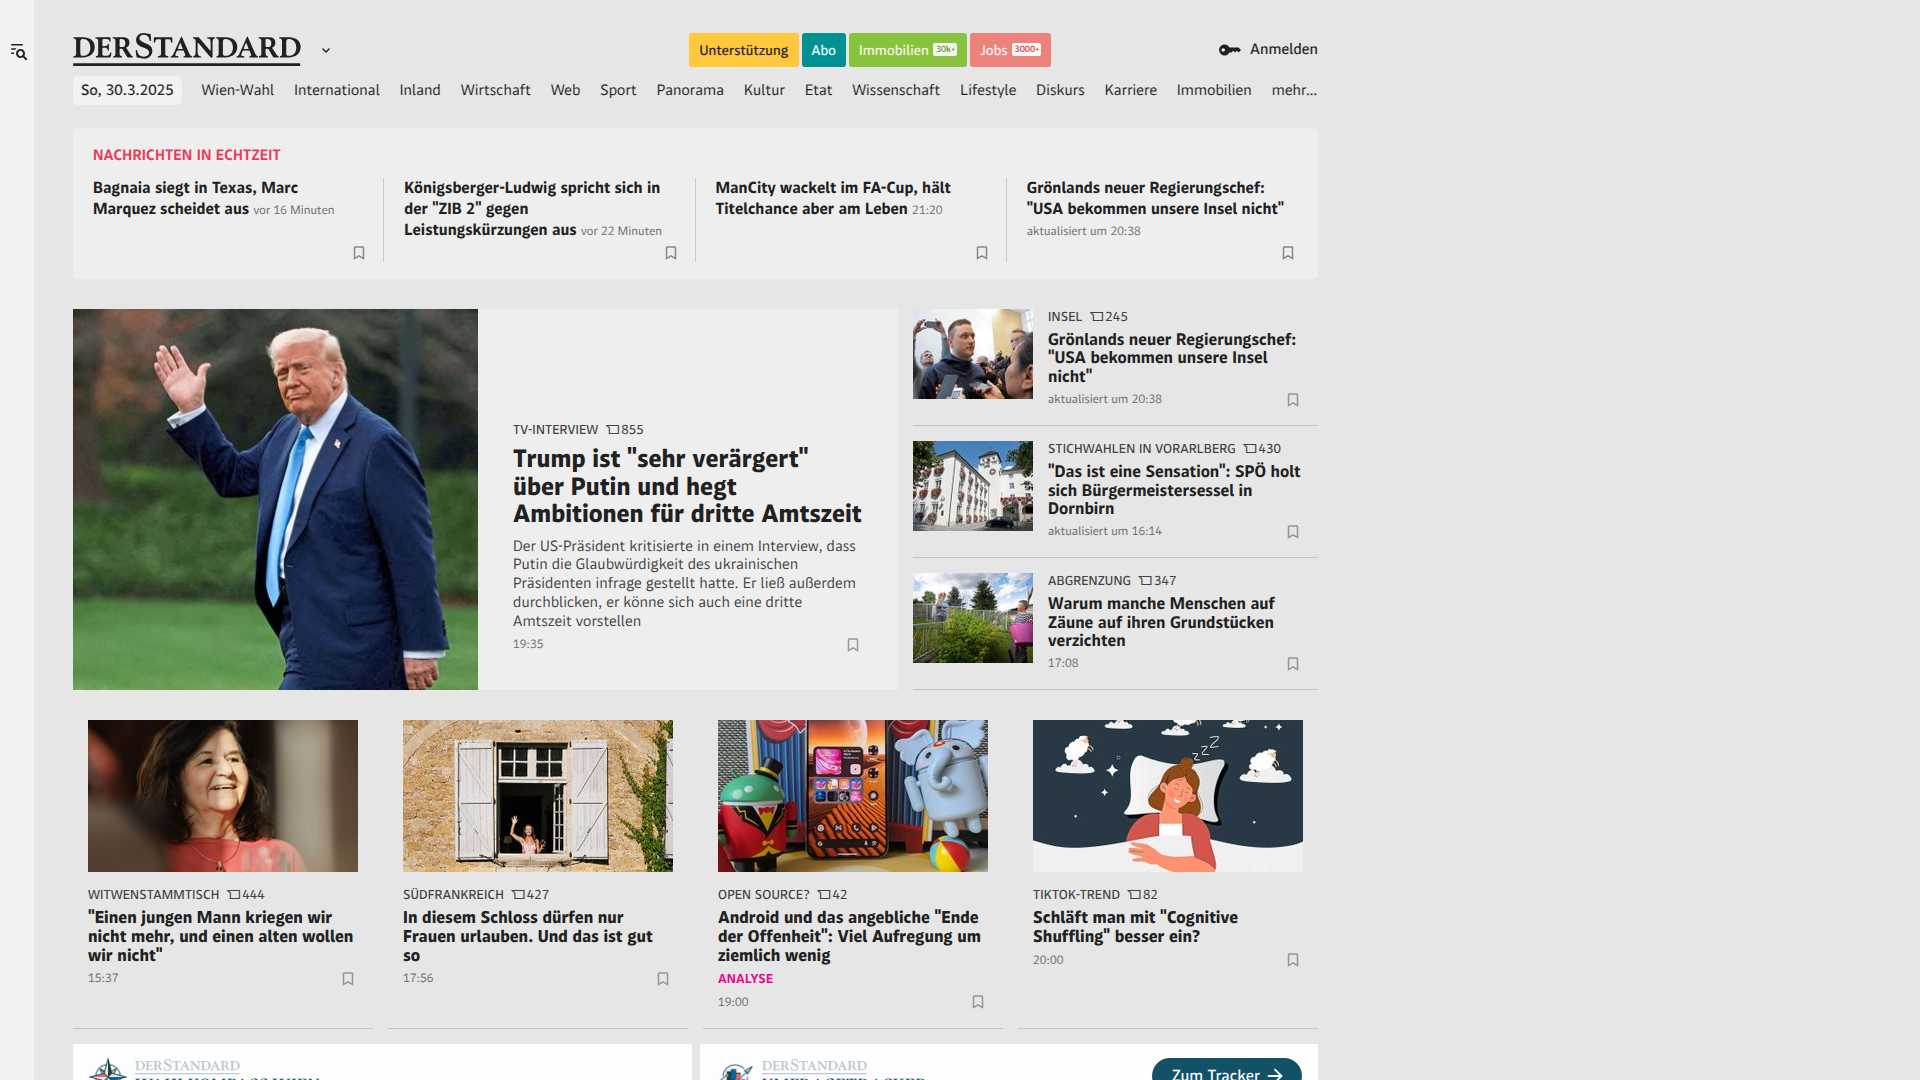 DERSTANDARD
Unterstützung
Abo
Immobilien 30k+
Jobs 3000+
Anmelden
So, 30.3.2025
Wien-Wahl
International
Inland
Wirtschaft
Web
Sport
Panorama
Kultur
Etat
Wissenschaft
Lifestyle
Diskurs
Karriere
Immobilien
mehr...
NACHRICHTEN IN ECHTZEIT
Bagnaia siegt in Texas, Marc
Marquez scheidet aus vor 16 Minuten
Königsberger-Ludwig spricht sich in
der "ZIB 2" gegen
Leistungskürzungen aus vor 22 Minuten
ManCity wackelt im FA-Cup, hält
Titelchance aber am Leben 21:20
Grönlands neuer Regierungschef:
"USA bekommen unsere Insel nicht"
aktualisiert um 20:38
TV-INTERVIEW 855
Trump ist "sehr verärgert"
über Putin und hegt
Ambitionen für dritte Amtszeit
Der US-Präsident kritisierte in einem Interview, dass
Putin die Glaubwürdigkeit des ukrainischen
Präsidenten infrage gestellt hatte. Er ließ außerdem
durchblicken, er könne sich auch eine dritte
Amtszeit vorstellen
19:35
INSEL 245
Grönlands neuer Regierungschef:
"USA bekommen unsere Insel
nicht"
aktualisiert um 20:38
STICHWAHLEN IN VORARLBERG 430
"Das ist eine Sensation": SPÖ holt
sich Bürgermeistersessel in
Dornbirn
aktualisiert um 16:14
ABGRENZUNG 347
Warum manche Menschen auf
Zäune auf ihren Grundstücken
verzichten
17:08
WITWENSTAMMTISCH 444
"Einen jungen Mann kriegen wir
nicht mehr, und einen alten wollen
wir nicht"
15:37
SÜDFRANKREICH 427
In diesem Schloss dürfen nur
Frauen urlauben. Und das ist gut
so
17:56
OPEN SOURCE? 42
Android und das angebliche "Ende
der Offenheit": Viel Aufregung um
ziemlich wenig
ANALYSE
19:00
ZZZ
TIKTOK-TREND 82
Schläft man mit "Cognitive
Shuffling" besser ein?
20:00
DERSTANDARD
DERSTANDARD
Zum Tracker